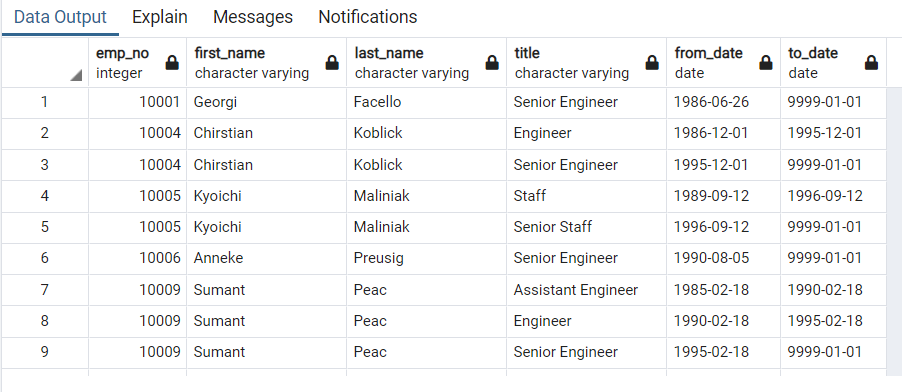 Data Output Explain Messages Notifications
emp_no first_name last_name title from_date to_date
integer character varying character varying character varying date date
1 10001 Georgi Facello Senior Engineer 1986-06-26 9999-01-01
2 10004 Chirstian Koblick Engineer 1986-12-01 1995-12-01
3 10004 Chirstian Koblick Senior Engineer 1995-12-01 9999-01-01
4 10005 Kyoichi Maliniak Staff 1989-09-12 1996-09-12
5 10005 Kyoichi Maliniak Senior Staff 1996-09-12 9999-01-01
6 10006 Anneke Preusig Senior Engineer 1990-08-05 9999-01-01
7 10009 Sumant Peac Assistant Engineer 1985-02-18 1990-02-18
8 10009 Sumant Peac Engineer 1990-02-18 1995-02-18
9 10009 Sumant Peac Senior Engineer 1995-02-18 9999-01-01